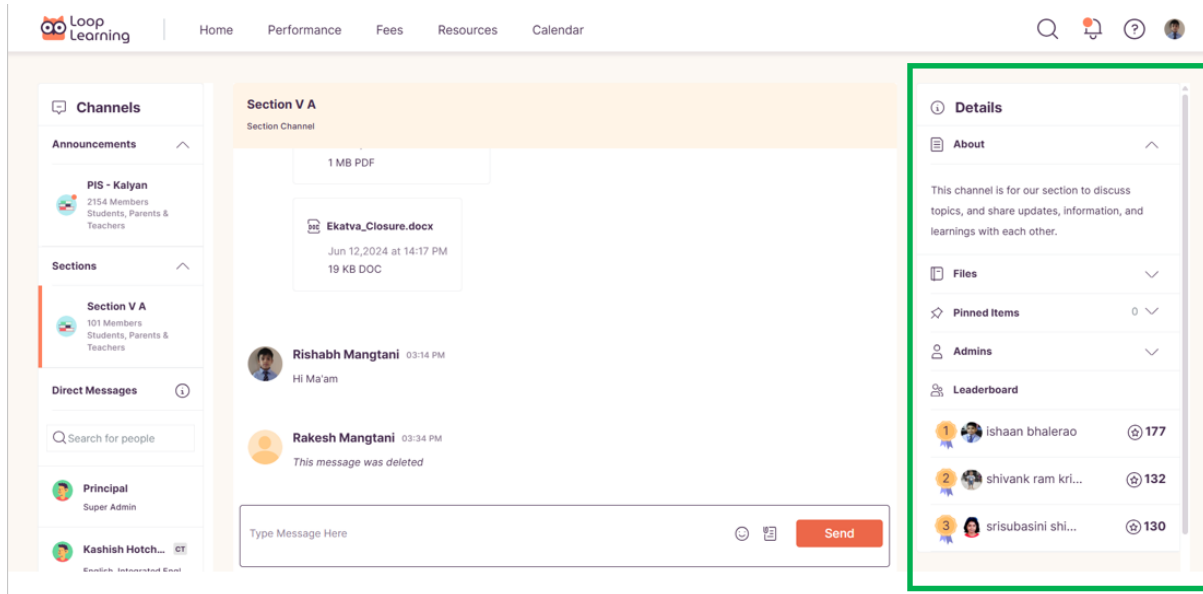 Loop
Learning
Home Performance Fees Resources Calendar
Channels
Announcements
PIS - Kalyan
2154 Members
Students, Parents &
Teachers
Sections
Section V A
101 Members
Students, Parents &
Teachers
Direct Messages
Search for people
Principal
Super Admin
Kashish Hotch... CT
English, Integrated Engl
Section V A
Section Channel
1 MB PDF
DOC Ekatva_Closure.docx
Jun 12,2024 at 14:17 PM
19 KB DOC
Rishabh Mangtani 03:14 PM
Hi Ma'am
Rakesh Mangtani 03:34 PM
This message was deleted
Type Message Here
Send
Details
About
This channel is for our section to discuss
topics, and share updates, information, and
learnings with each other.
Files
Pinned Items 0
Admins
Leaderboard
1 ishaan bhalerao 177
2 shivank ram kri... 132
3 srisubasini shi... 130